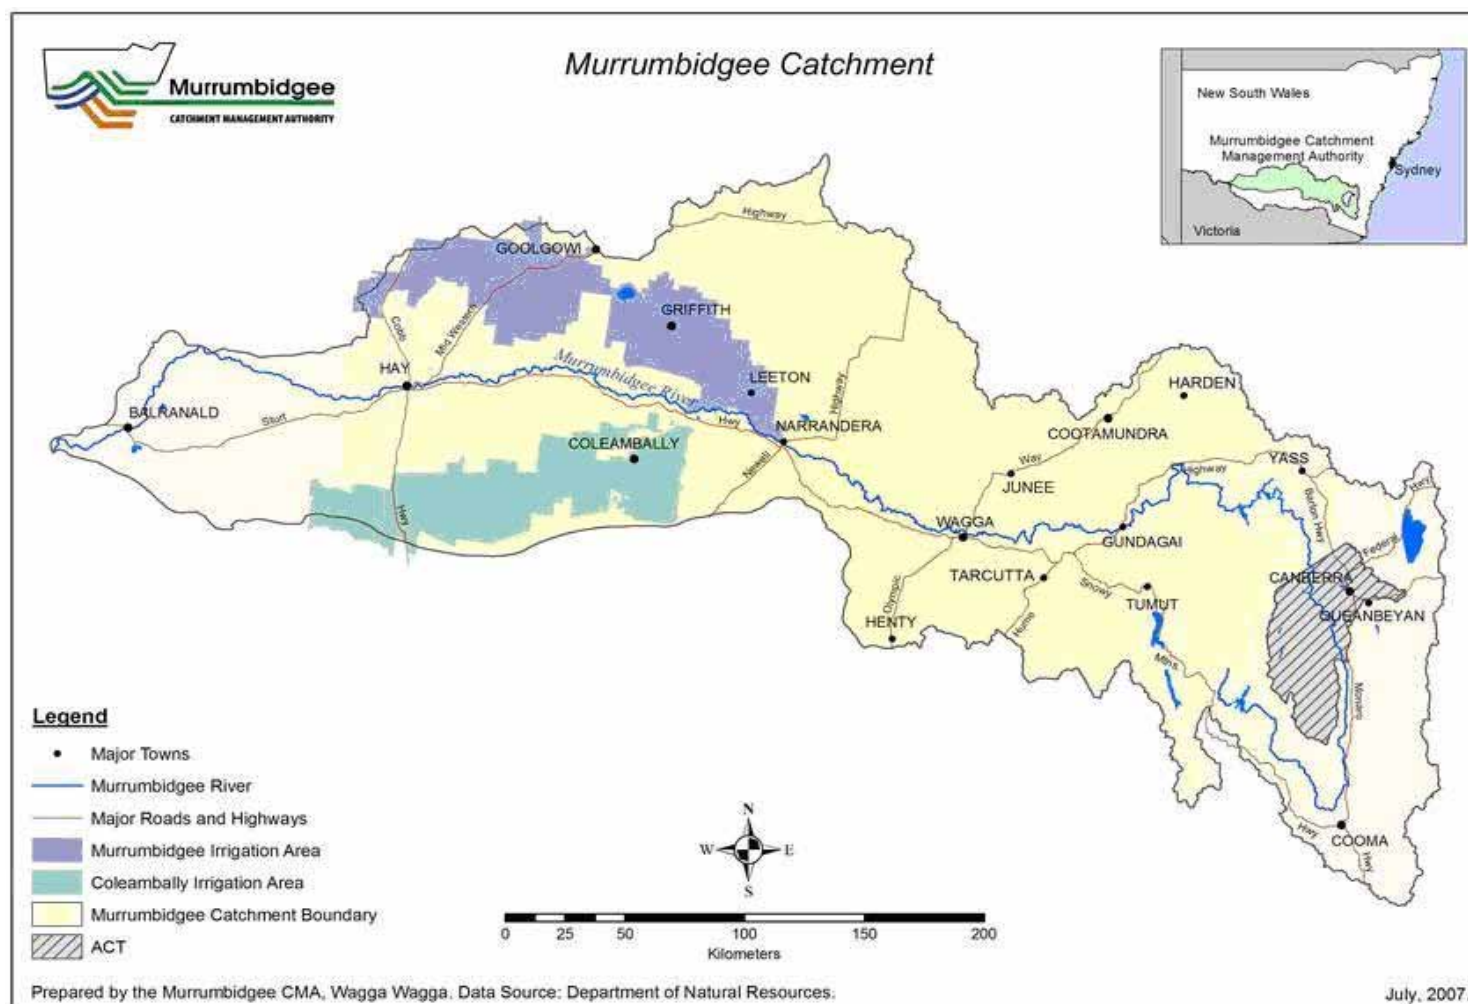 Murrumbidgee
CATCHMENT MANAGEMENT AUTHORITY
Murrumbidgee Catchment
New South Wales
Murrumbidgee Catchment
Management Authority
Sydney
Victoria
Highway
GOOLGOWI
GRIFFITH
Cobb
Mid Western
HAY
Murrumbidgee River
LEETON
Highway
HARDEN
BALRANALD
Sturt
Hwy
NARRANDERA
COOTAMUNDRA
COLEAMBALLY
Newell
Way
JUNEE
Highway
YASS
Hwy
Hwy
Barton Hwy
WAGGA
GUNDAGAI
Federal
TARCUTTA
Snowy
CANBERRA
Olympic
TUMUT
QUEANBEYAN
HENTY
Hume
Mtns
Monaro
Hwy
COOMA
Hwy
Legend
Major Towns
Murrumbidgee River
Major Roads and Highways
Murrumbidgee Irrigation Area
Coleambally Irrigation Area
Murrumbidgee Catchment Boundary
ACT
N
W E
S
0 25 50 100 150 200
Kilometers
Prepared by the Murrumbidgee CMA, Wagga Wagga. Data Source: Department of Natural Resources.
July, 2007